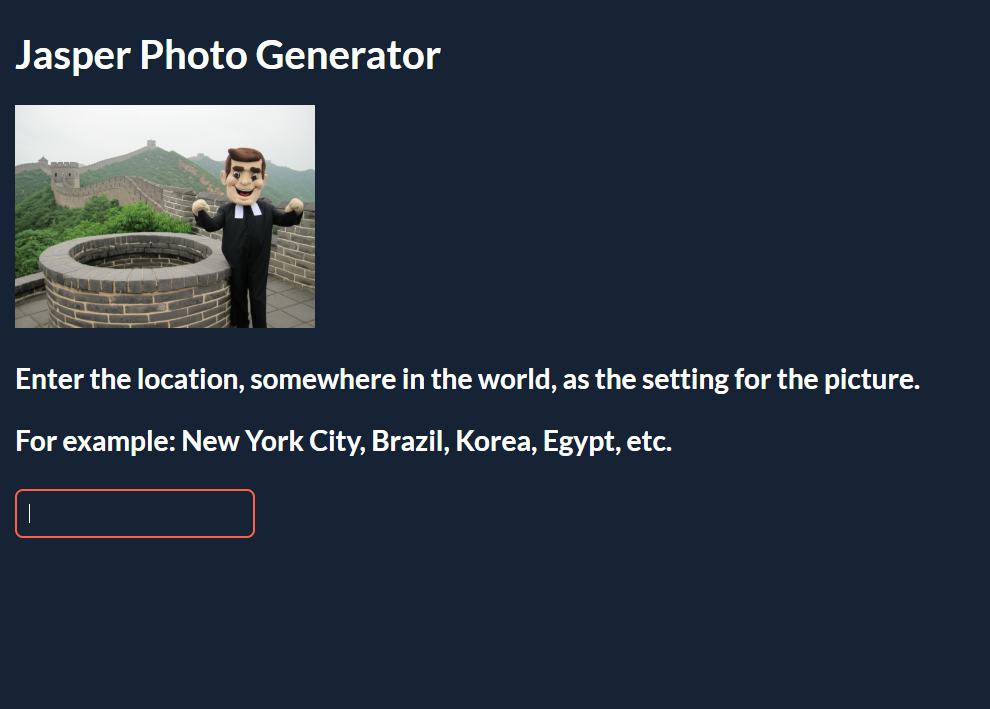 Jasper Photo Generator
Enter the location, somewhere in the world, as the setting for the picture.
For example: New York City, Brazil, Korea, Egypt, etc.